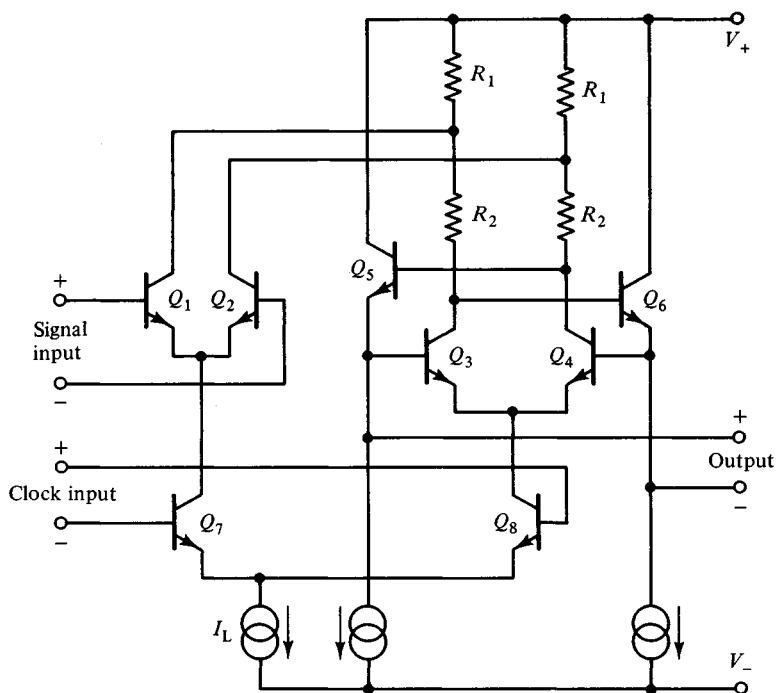 V+
R1
R1
R2
R2
Q5
+
Q1
Q2
Q6
Signal
input
Q3
Q4
−
+
+
Output
Clock input
−
Q7
Q8
−
IL
V−